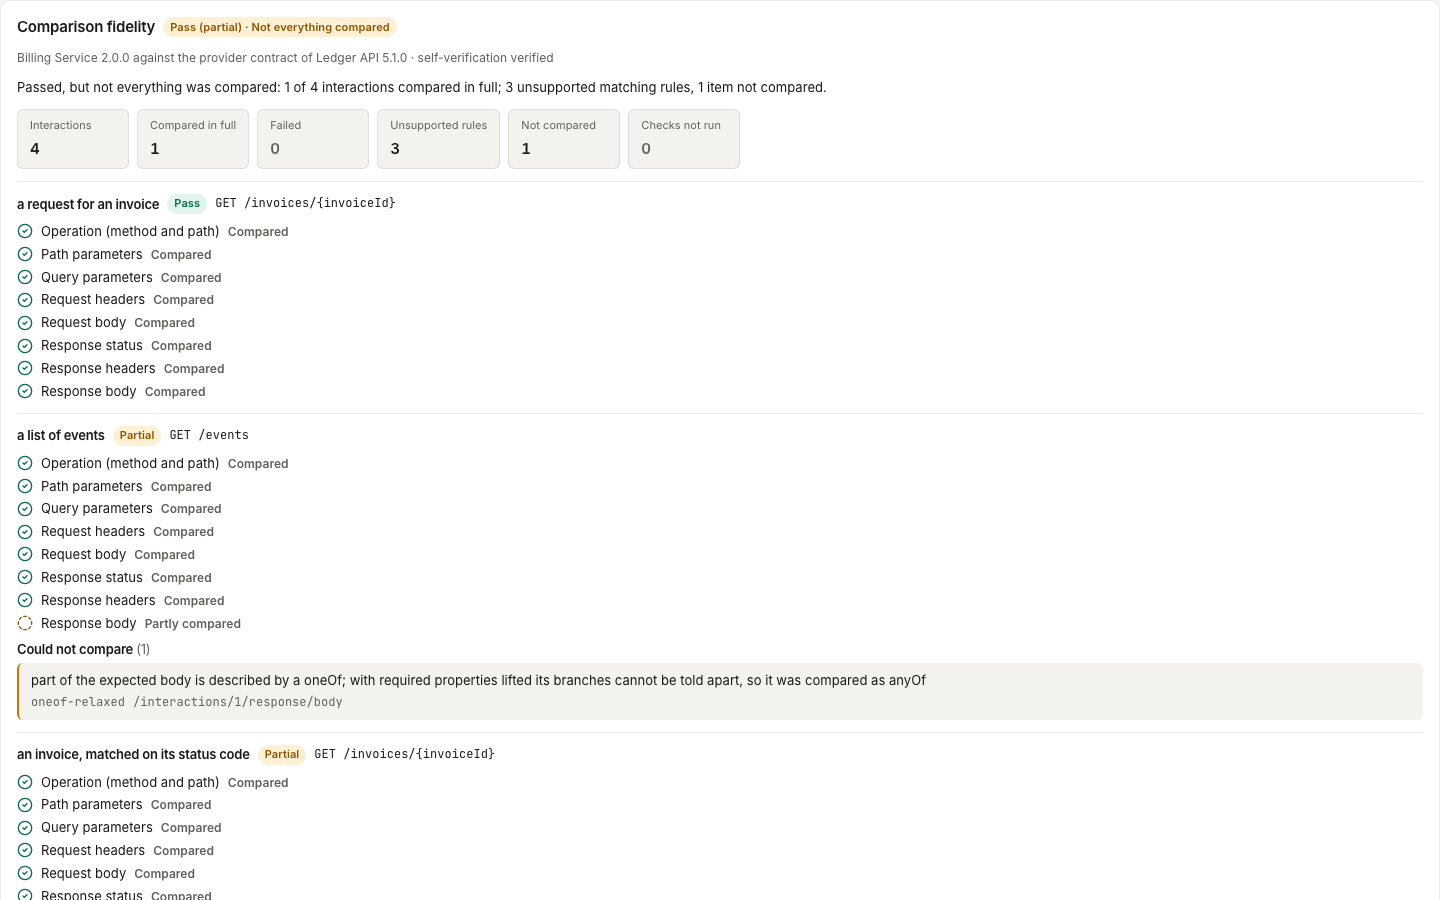 Comparison fidelity Pass (partial) · Not everything compared
Billing Service 2.0.0 against the provider contract of Ledger API 5.1.0 · self-verification verified
Passed, but not everything was compared: 1 of 4 interactions compared in full; 3 unsupported matching rules, 1 item not compared.
Interactions Compared in full Failed Unsupported rules Not compared Checks not run
4 1 0 3 1 0
a request for an invoice Pass GET /invoices/{invoiceId}
Operation (method and path) Compared
Path parameters Compared
Query parameters Compared
Request headers Compared
Request body Compared
Response status Compared
Response headers Compared
Response body Compared
a list of events Partial GET /events
Operation (method and path) Compared
Path parameters Compared
Query parameters Compared
Request headers Compared
Request body Compared
Response status Compared
Response headers Compared
Response body Partly compared
Could not compare (1)
part of the expected body is described by a oneOf; with required properties lifted its branches cannot be told apart, so it was compared as anyOf
oneof-relaxed /interactions/1/response/body
an invoice, matched on its status code Partial GET /invoices/{invoiceId}
Operation (method and path) Compared
Path parameters Compared
Query parameters Compared
Request headers Compared
Request body Compared
Response status Compared